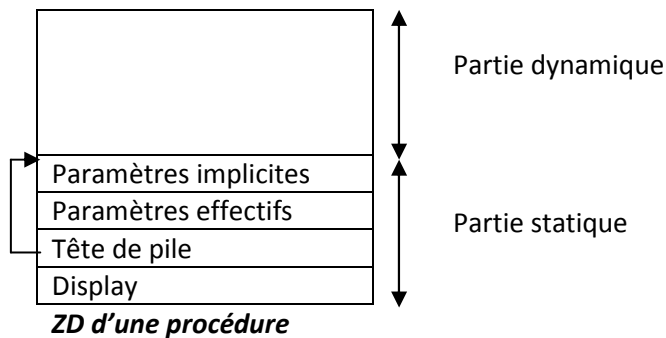 Partie dynamique
Paramètres implicites
Paramètres effectifs
Partie statique
Tête de pile
Display
ZD d’une procédure